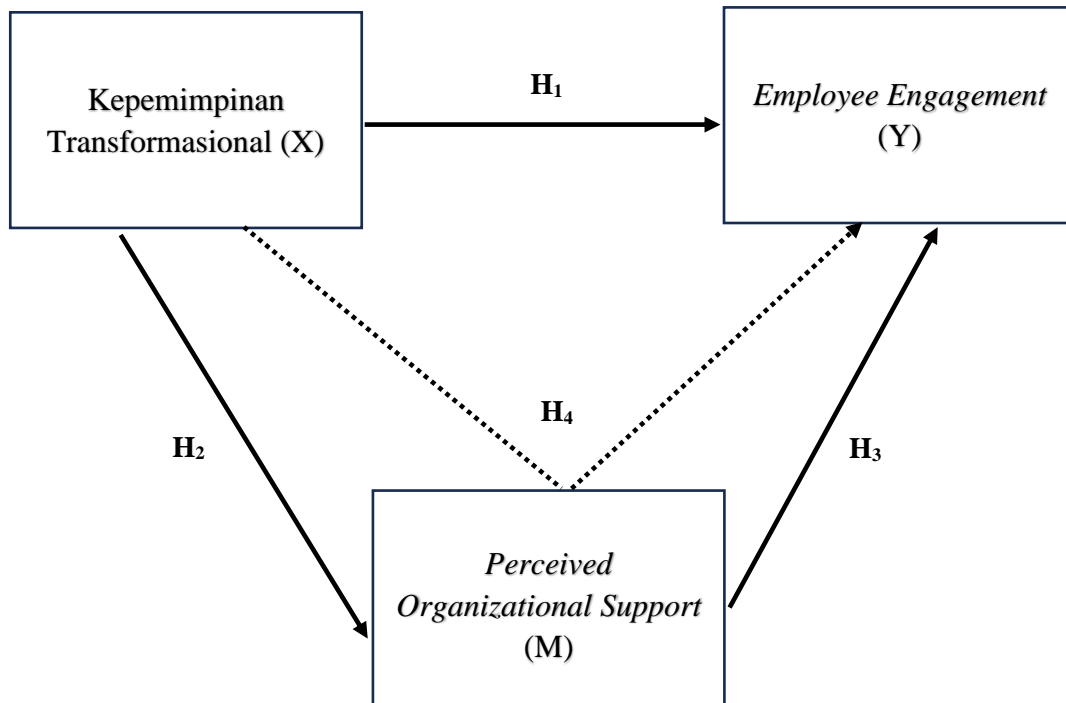 Kepemimpinan
Transformasional (X)
H₁
Employee Engagement
(Y)
H₂
H₄
H₃
Perceived
Organizational Support
(M)